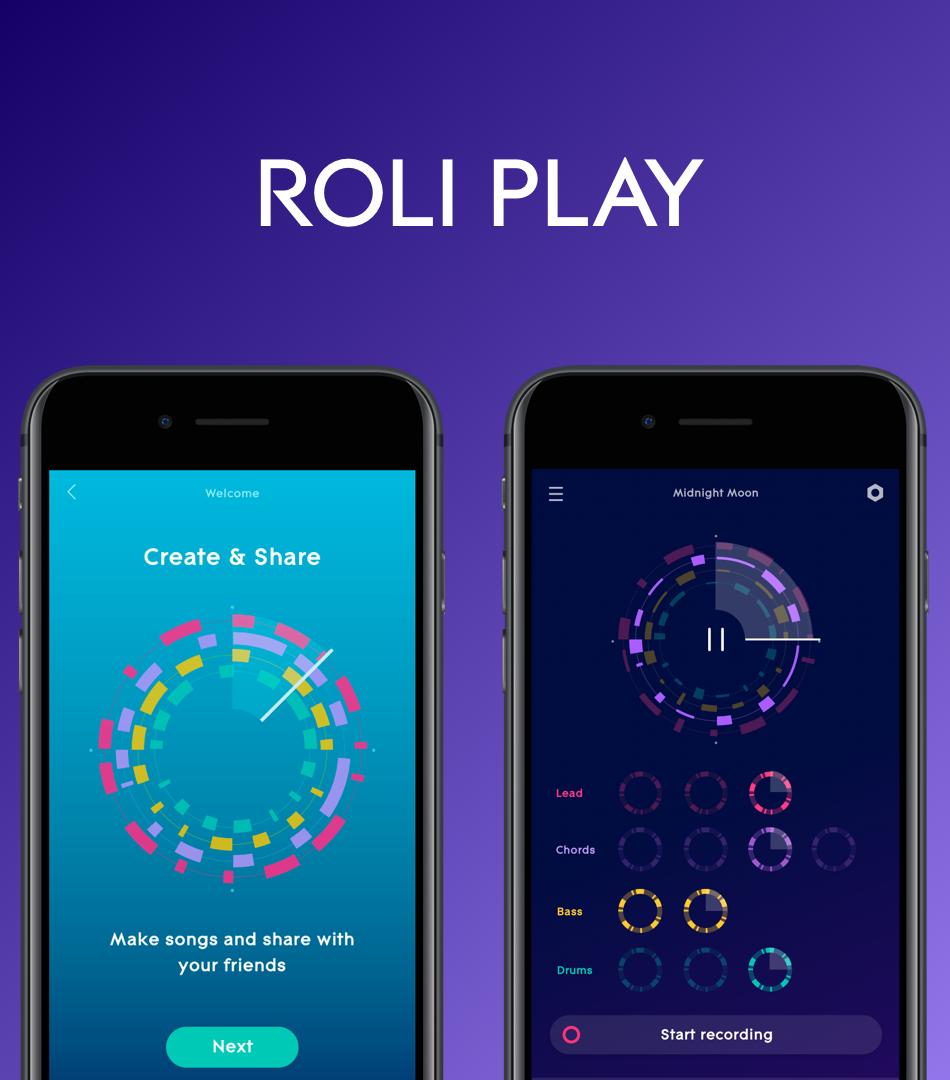 ROLI PLAY
Welcome
Create & Share
Make songs and share with
your friends
Next
Midnight Moon
Lead
Chords
Bass
Drums
Start recording